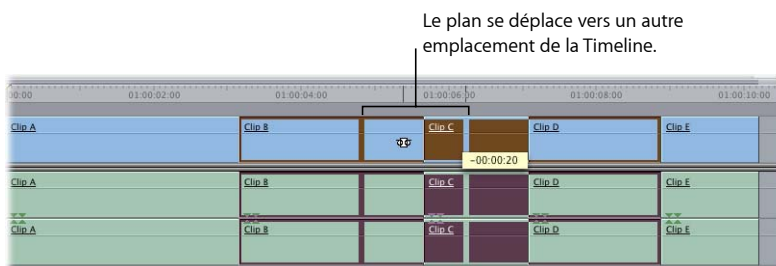 Le plan se déplace vers un autre
emplacement de la Timeline.
00:00 01:00:02:00 01:00:04:00 01:00:06:00 01:00:08:00 01:00:10:00
Clip A Clip B Clip C Clip D Clip E
-00:00:20
Clip A Clip B Clip C Clip D Clip E
Clip A Clip B Clip C Clip D Clip E